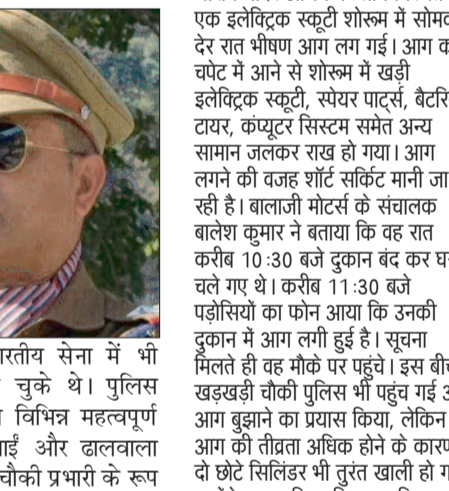 एक इलेक्ट्रिक स्कूटी शोरूम में
देर रात भीषण आग लग गई। आग
चपेट में आने से शोरूम में खड़ी
इलेक्ट्रिक स्कूटी, स्पेयर पार्ट्स,
टायर, कंप्यूटर सिस्टम समेत अन्य
सामान जलकर राख हो गया। आग
लगने की वजह शॉर्ट सर्किट मानी जा
रही है। बालाजी मोटर्स के संचालक
बालेश कुमार ने बताया कि वह रात
करीब 10:30 बजे दुकान बंद कर
चले गए थे। करीब 11:30 बजे
पड़ोसियों का फोन आया कि उनकी
दुकान में आग लगी हुई है। सूचना
मिलते ही वह मौके पर पहुंचे। इस
खड़खड़ी चौकी पुलिस भी पहुंच गई
आग बुझाने का प्रयास किया, लेकिन
आग की तीव्रता अधिक होने के
दो छोटे सिलिंडर भी तुरंत खाली हो
सेना में भी
चुके थे। पुलिस
विभिन्न महत्वपूर्ण
और ढालवाला
चौकी प्रभारी के रूप